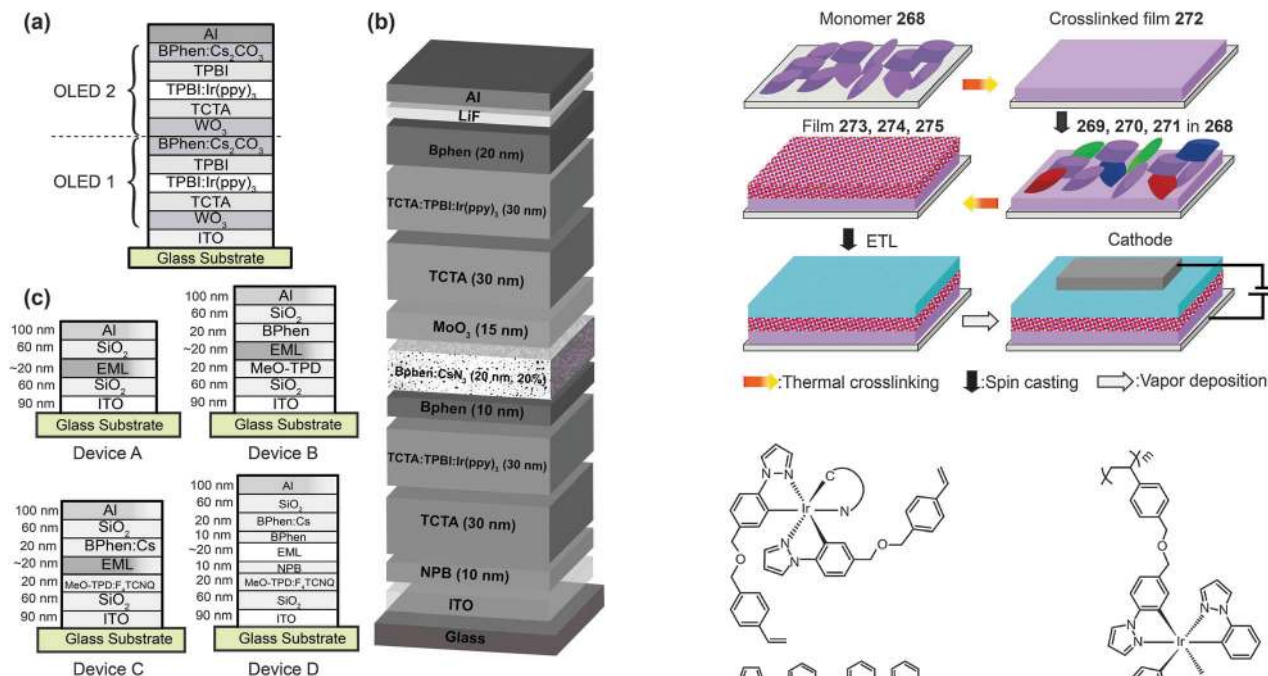 (a)
Al
BPhen:Cs₂CO₃
TPBI
TPBI:Ir(ppy)₃
TCTA
WO₃
BPhen:Cs₂CO₃
TPBI
TPBI:Ir(ppy)₃
TCTA
WO₃
ITO
Glass Substrate
OLED 2
OLED 1
(b)
Al
LiF
Bphen (20 nm)
TCTA:TPBI:Ir(ppy)₃ (30 nm)
TCTA (30 nm)
MoO₃ (15 nm)
Bphen:CsN₃ (20 nm, 20%)
Bphen (10 nm)
TCTA:TPBI:Ir(ppy)₃ (30 nm)
TCTA (30 nm)
NPB (10 nm)
ITO
Glass
(c)
100 nm Al
60 nm SiO₂
~20 nm EML
60 nm SiO₂
90 nm ITO
Glass Substrate
Device A
100 nm Al
60 nm SiO₂
20 nm BPhen
~20 nm EML
20 nm MeO-TPD
60 nm SiO₂
90 nm ITO
Glass Substrate
Device B
100 nm Al
60 nm SiO₂
20 nm BPhen:Cs
~20 nm EML
20 nm MeO-TPD:F₄TCNQ
60 nm SiO₂
90 nm ITO
Glass Substrate
Device C
100 nm Al
60 nm SiO₂
20 nm BPhen:Cs
10 nm BPhen
~20 nm EML
10 nm NPB
20 nm MeO-TPD:F₄TCNQ
60 nm SiO₂
90 nm ITO
Glass Substrate
Device D
Monomer 268
Crosslinked film 272
Film 273, 274, 275
269, 270, 271 in 268
ETL
Cathode
:Thermal crosslinking
:Spin casting
:Vapor deposition
N
N
C
Ir
N
N
N
O
O
m
O
N
N
N
N
Ir